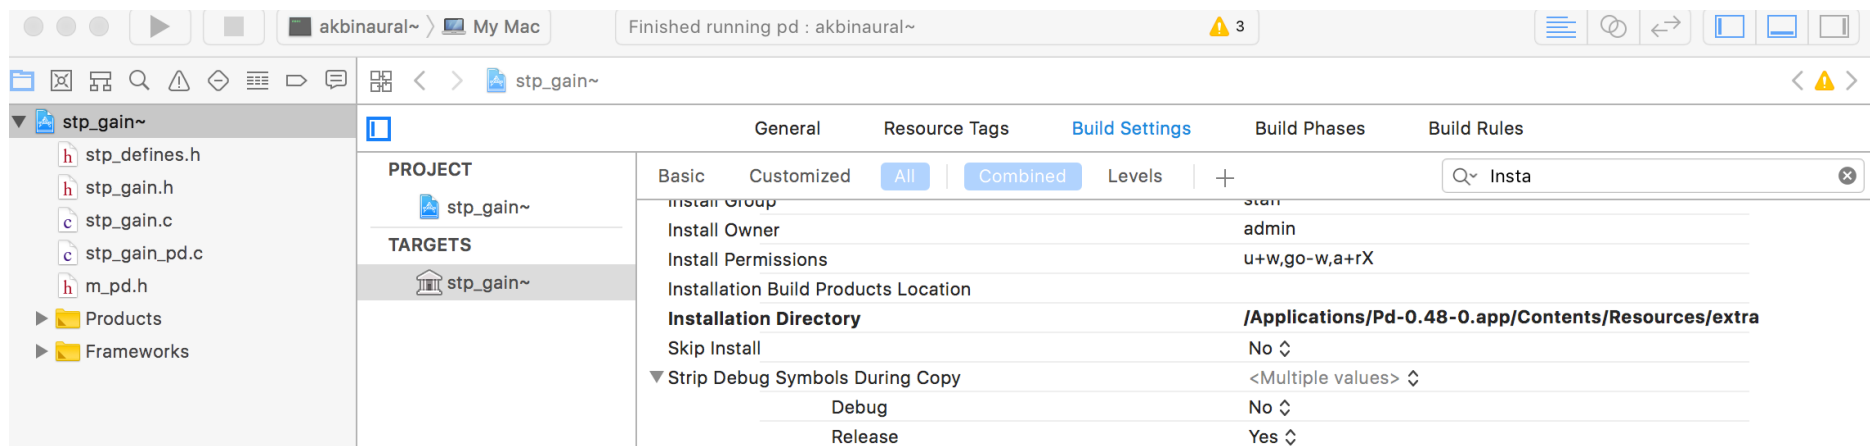 akbinaural~ My Mac Finished running pd : akbinaural~ 3
stp_gain~
stp_gain~
General Resource Tags Build Settings Build Phases Build Rules
stp_defines.h
stp_gain.h
stp_gain.c
stp_gain_pd.c
m_pd.h
Products
Frameworks
PROJECT
stp_gain~
TARGETS
stp_gain~
Basic Customized All Combined Levels Insta
Install Group staff
Install Owner admin
Install Permissions u+w,go-w,a+rX
Installation Build Products Location
Installation Directory /Applications/Pd-0.48-0.app/Contents/Resources/extra
Skip Install No
Strip Debug Symbols During Copy <Multiple values>
Debug No
Release Yes